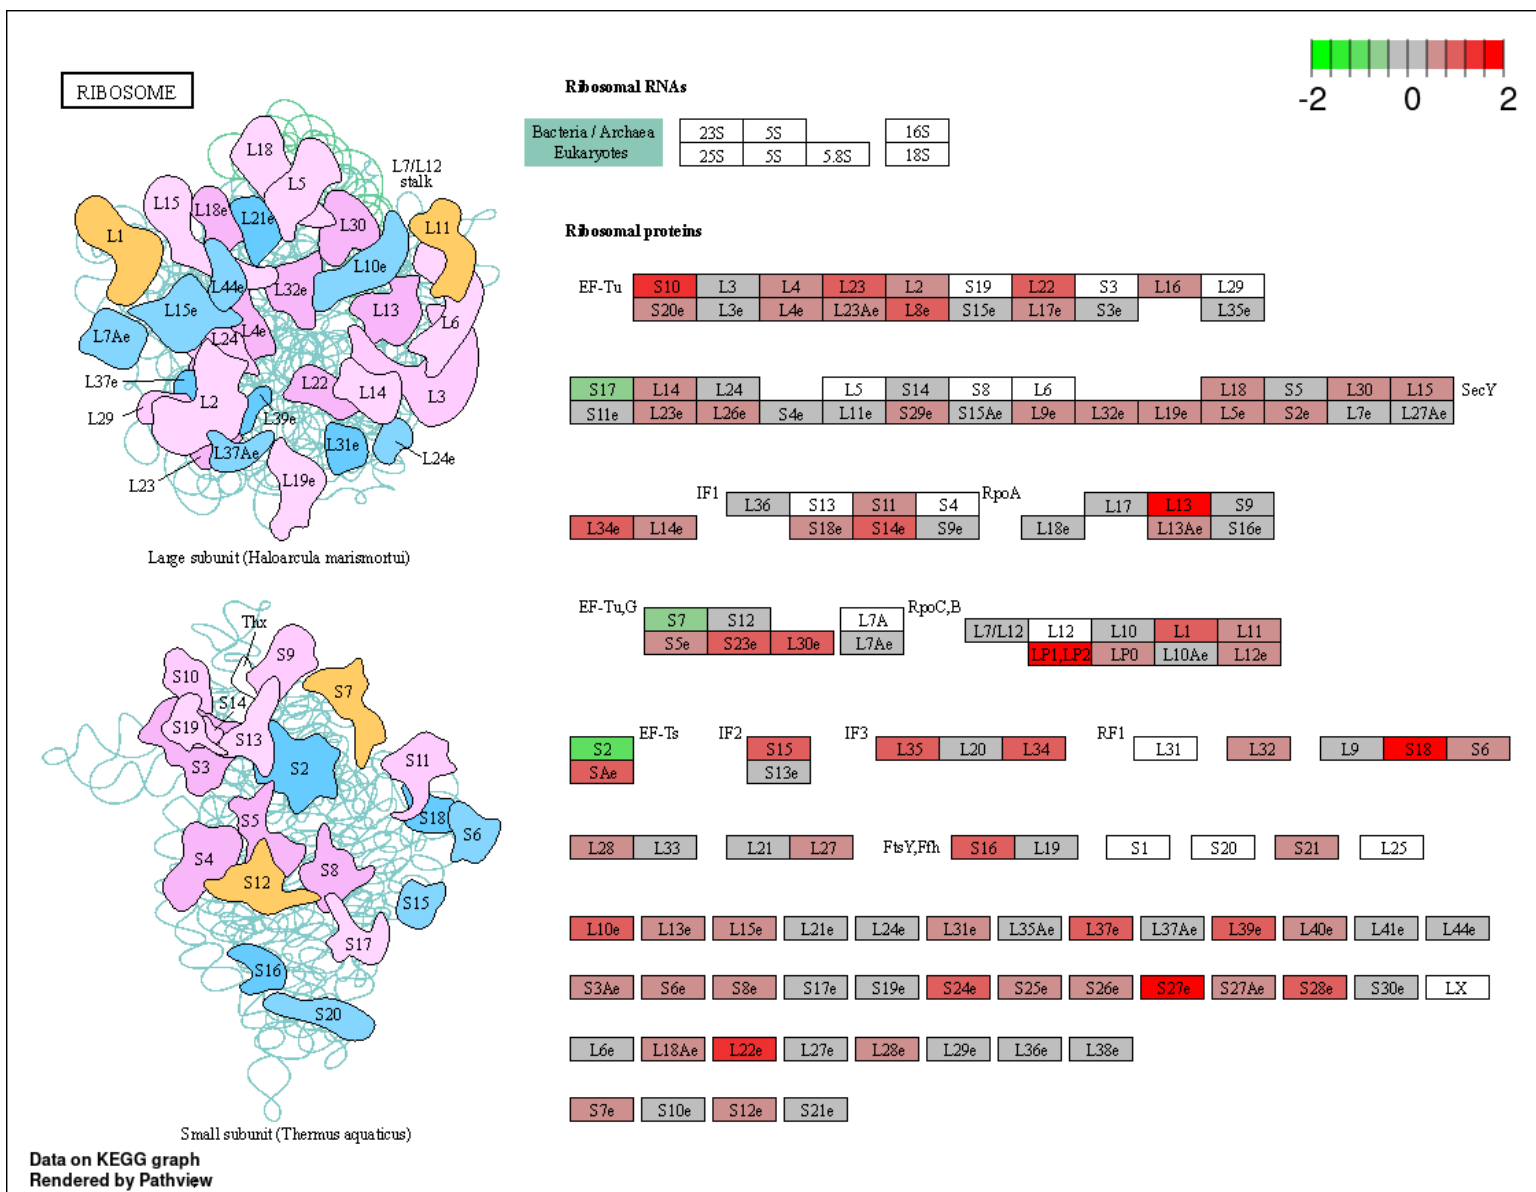 -2 0 2
RIBOSOME
Ribosomal RNAs
Bacteria / Archaea 23S 5S 16S
Eukaryotes 25S 5S 5.8S 18S
L18
L5
L7/L12
stalk
L15
L18e
L21e
L30
L11
L1
L10e
L44e
L32e
L15e
L13
L6
L7Ae
L24
L4e
L37e
L22
L14
L3
L2
L29
L39e
L37Ae
L31e
L24e
L23
L19e
Large subunit (Haloarcula marismortui)
Thx
S9
S10
S7
S14
S19
S13
S3
S2
S11
S18
S6
S5
S4
S8
S12
S15
S17
S16
S20
Small subunit (Thermus aquaticus)
Ribosomal proteins
EF-Tu S10 L3 L4 L23 L2 S19 L22 S3 L16 L29
S20e L3e L4e L23Ae L8e S15e L17e S3e L35e
S17 L14 L24 L5 S14 S8 L6 L18 S5 L30 L15 SecY
S11e L23e L26e S4e L11e S29e S15Ae L9e L32e L19e L5e S2e L7e L27Ae
IF1 L36 S13 S11 S4 RpoA L17 L13 S9
L34e L14e S18e S14e S9e L18e L13Ae S16e
EF-Tu,G S7 S12 L7A RpoC,B L7/L12 L12 L10 L1 L11
S5e S23e L30e L7Ae LP1,LP2 LP0 L10Ae L12e
S2 EF-Ts IF2 S15 IF3 L35 L20 L34 RF1 L31 L32 L9 S18 S6
SAe S13e
L28 L33 L21 L27 FtsY,Ffh S16 L19 S1 S20 S21 L25
L10e L13e L15e L21e L24e L31e L35Ae L37e L37Ae L39e L40e L41e L44e
S3Ae S6e S8e S17e S19e S24e S25e S26e S27e S27Ae S28e S30e LX
L6e L18Ae L22e L27e L28e L29e L36e L38e
S7e S10e S12e S21e
Data on KEGG graph
Rendered by Pathview